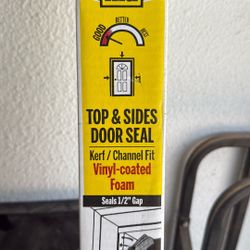 GOOD
BETTER
BEST
TOP & SIDES
DOOR SEAL
Kerf / Channel Fit
Vinyl-coated
Foam
Seals 1/2" Gap